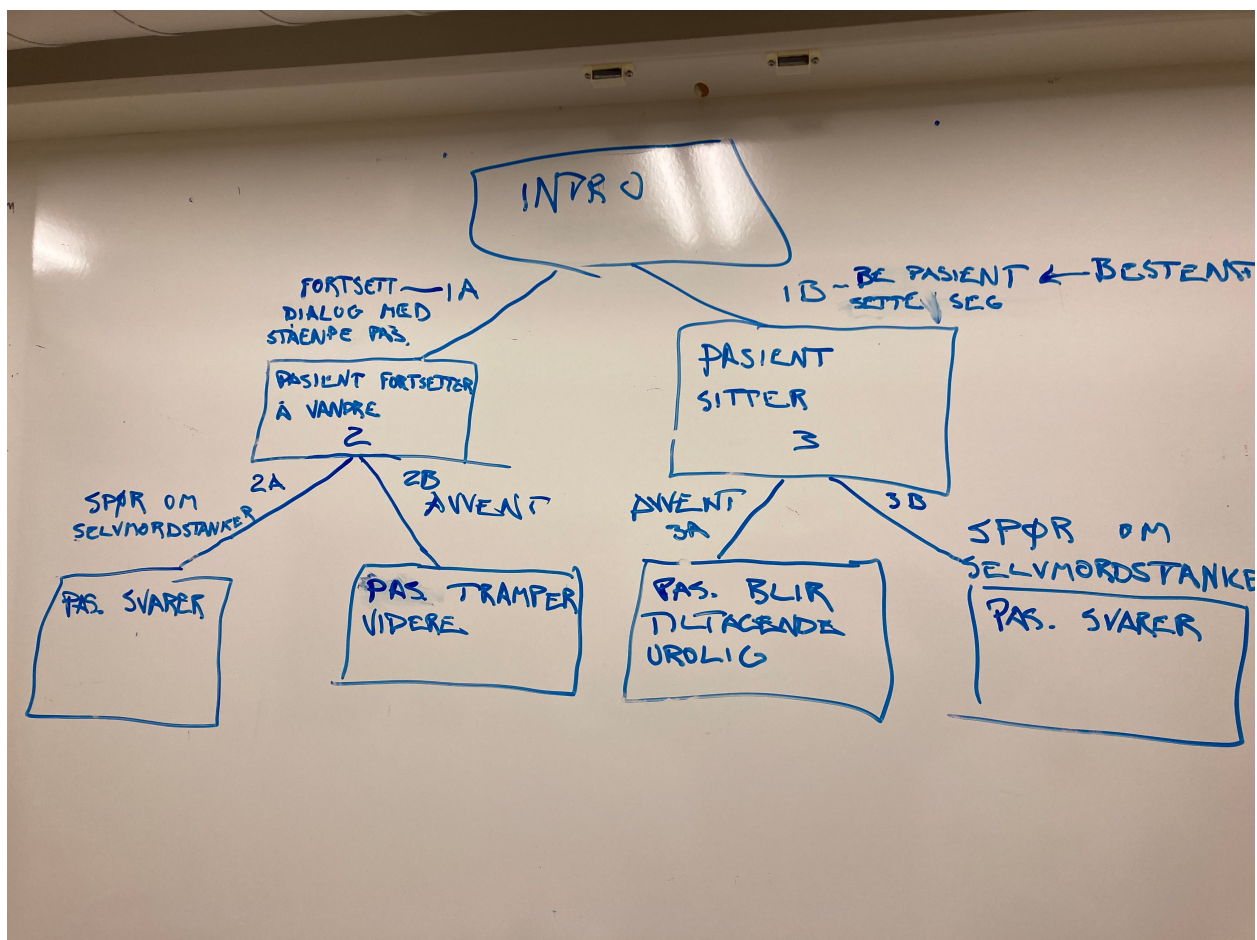 INTRO
FORTSETT — 1A
DIALOG MED
STÅENDE PAS.
1B - BE PASIENT ← BESTEMT
SETTE SEG
PASIENT FORTSETTER
Å VANDRE
2
PASIENT
SITTER
3
2A
SPØR OM
SELVMORDSTANKER
2B
AVVENT
AVVENT
3A
3B
SPØR OM
SELVMORDSTANKE
PAS. SVARER
PAS. TRAMPER
VIDERE
PAS. BLIR
TILTAGENDE
UROLIG
PAS. SVARER